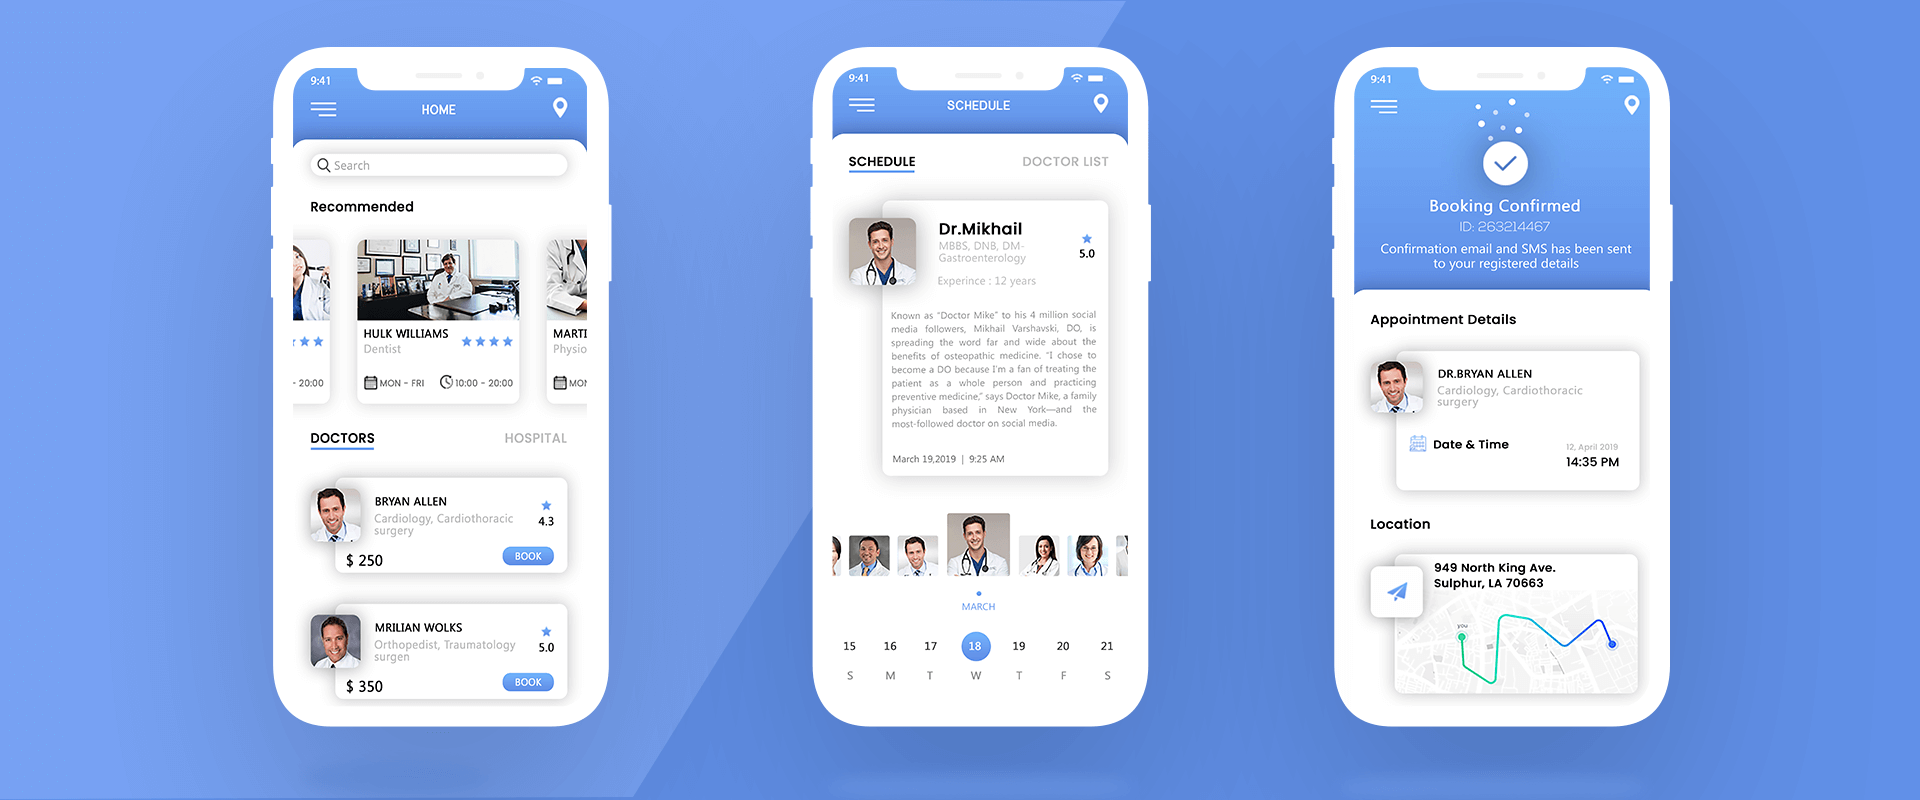 9:41
HOME
Search
Recommended
HULK WILLIAMS
Dentist
MON - FRI
10:00 - 20:00
- 20:00
MARTI
Physio
MON
DOCTORS
HOSPITAL
BRYAN ALLEN
Cardiology, Cardiothoracic
surgery
4.3
$ 250
BOOK
MRILIAN WOLKS
Orthopedist, Traumatology
surgen
5.0
$ 350
BOOK
9:41
SCHEDULE
SCHEDULE
DOCTOR LIST
Dr.Mikhail
MBBS, DNB, DM-
Gastroenterology
5.0
Experince : 12 years
Known as "Doctor Mike" to his 4 million social
media followers, Mikhail Varshavski, DO, is
spreading the word far and wide about the
benefits of osteopathic medicine. "I chose to
become a DO because I'm a fan of treating the
patient as a whole person and practicing
preventive medicine," says Doctor Mike, a family
physician based in New York—and the
most-followed doctor on social media.
March 19,2019 | 9:25 AM
MARCH
15 16 17 18 19 20 21
S M T W T F S
9:41
Booking Confirmed
ID: 263214467
Confirmation email and SMS has been sent
to your registered details
Appointment Details
DR.BRYAN ALLEN
Cardiology, Cardiothoracic
surgery
Date & Time
12, April 2019
14:35 PM
Location
949 North King Ave.
Sulphur, LA 70663
you